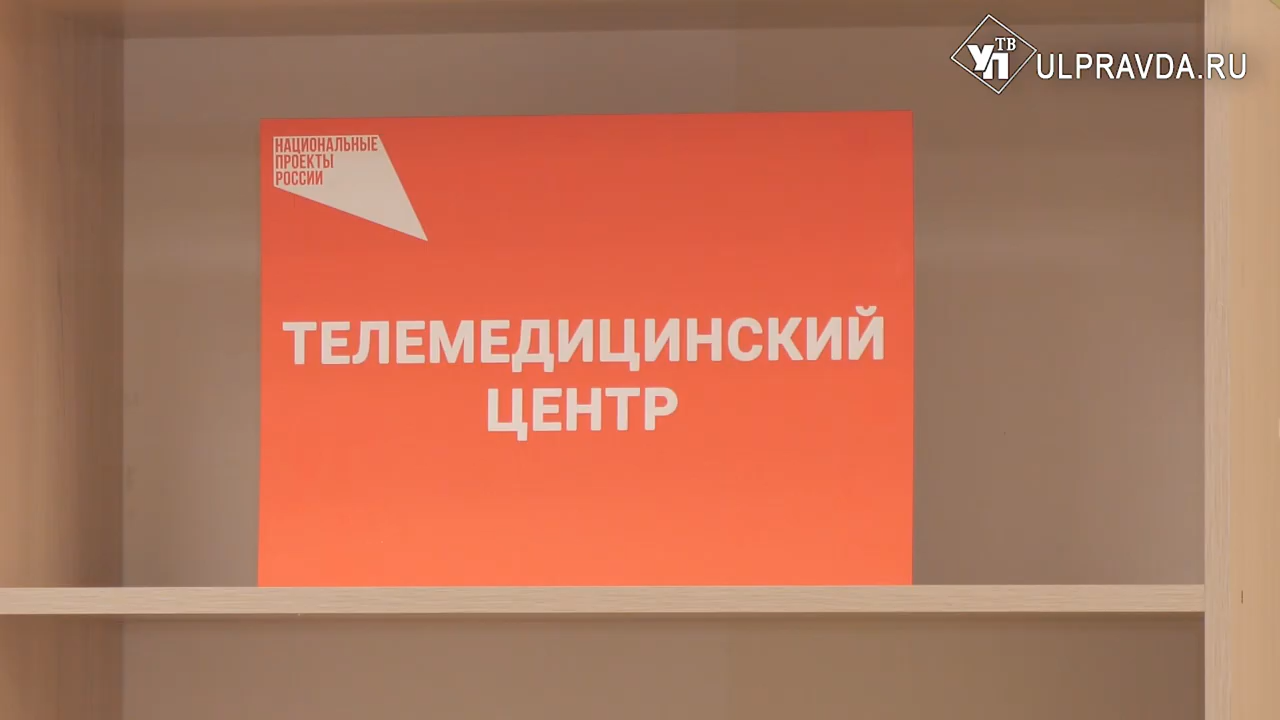 УП ТВ
ULPRAVDA.RU
НАЦИОНАЛЬНЫЕ
ПРОЕКТЫ
РОССИИ
ТЕЛЕМЕДИЦИНСКИЙ
ЦЕНТР